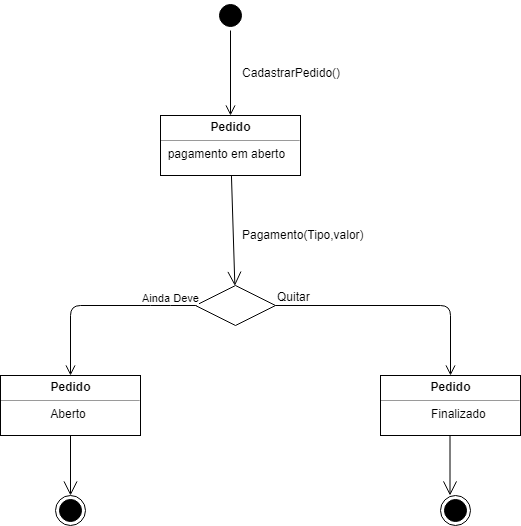 CadastrarPedido()
Pedido
pagamento em aberto
Pagamento(Tipo,valor)
Ainda Deve
Quitar
Pedido
Aberto
Pedido
Finalizado